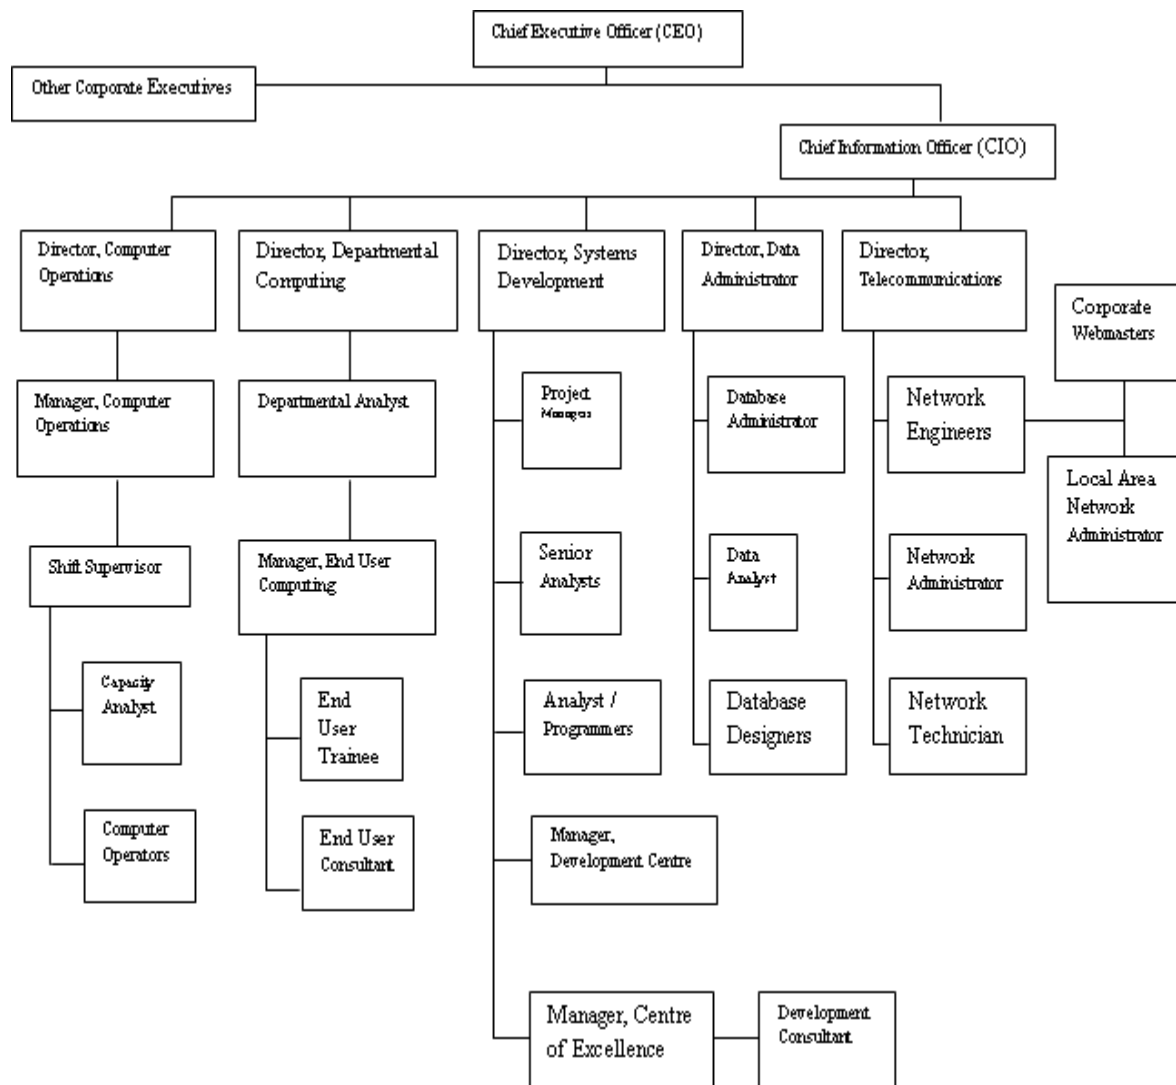 Chief Executive Officer (CEO)
Other Corporate Executives
Chief Information Officer (CIO)
Director, Computer
Operations
Director, Departmental
Computing
Director, Systems
Development
Director, Data
Administrator
Director,
Telecommunications
Corporate
Webmasters
Manager, Computer
Operations
Departmental Analyst
Project
Managers
Database
Administrator
Network
Engineers
Local Area
Network
Administrator
Shift Supervisor
Manager, End User
Computing
Senior
Analysts
Data
Analyst
Network
Administrator
Capacity
Analyst
End
User
Trainee
Analyst /
Programmers
Database
Designers
Network
Technician
Computer
Operators
End User
Consultant
Manager,
Development Centre
Manager, Centre
of Excellence
Development
Consultant